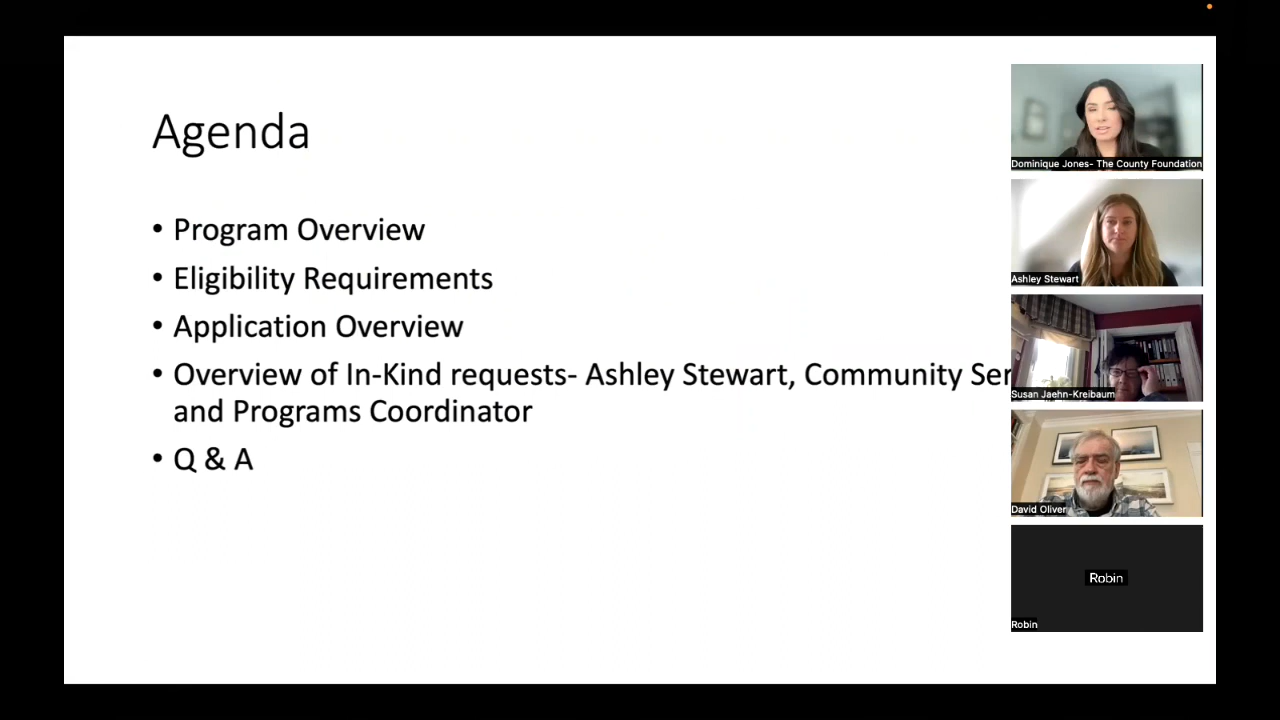 Agenda
• Program Overview
• Eligibility Requirements
• Application Overview
• Overview of In-Kind requests- Ashley Stewart, Community Ser
and Programs Coordinator
• Q & A
Dominique Jones- The County Foundation
Ashley Stewart
Susan Jaehn-Kreibaum
David Oliver
Robin
Robin